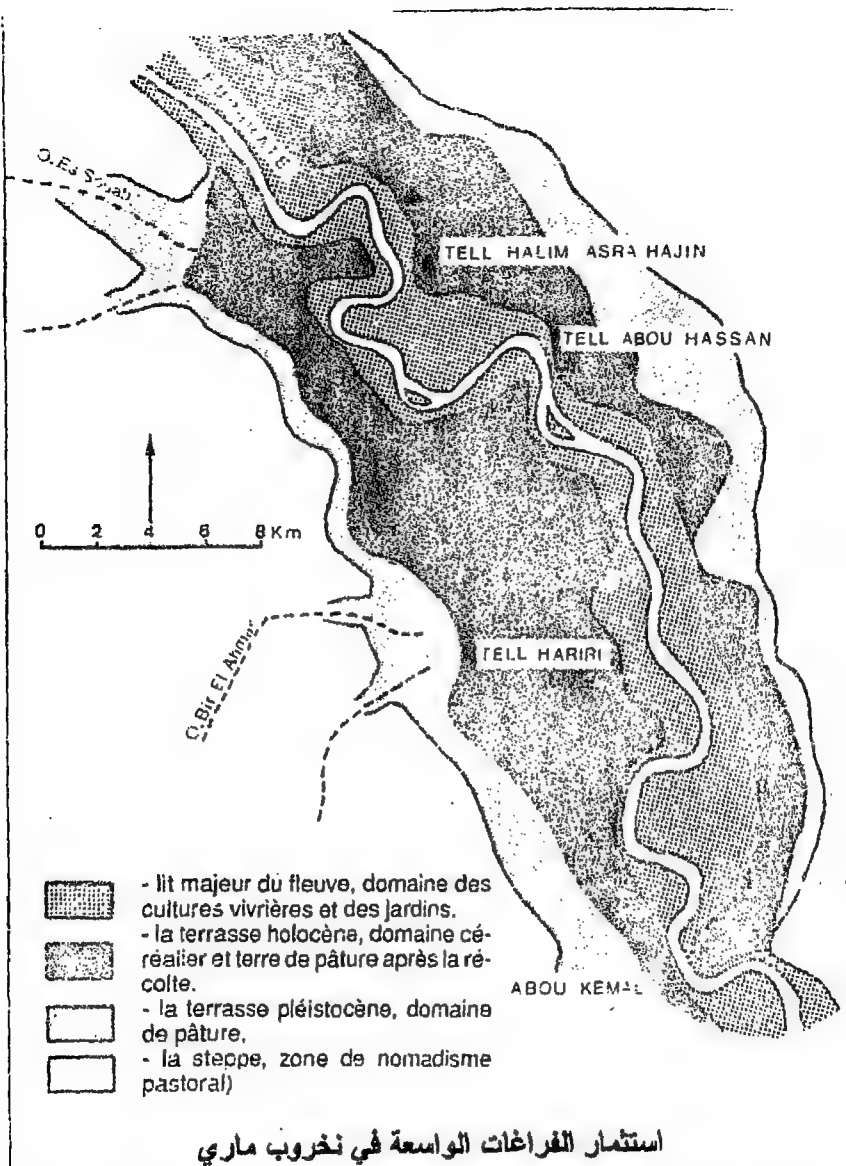 EUPHRATE
O.Es Souab
TELL HALIM ASRA HAJIN
TELL ABOU HASSAN
0 2 4 6 8 Km
O.Bir El Ahmar
TELL HARIRI
- lit majeur du fleuve, domaine des
cultures vivrières et des jardins.
- la terrasse holocène, domaine cé-
réalier et terre de pâture après la ré-
colte.
ABOU KEMAL
- la terrasse pléistocène, domaine
de pâture,
- la steppe, zone de nomadisme
pastoral)
استثمار الفراغات الواسعة في نخروب ماري